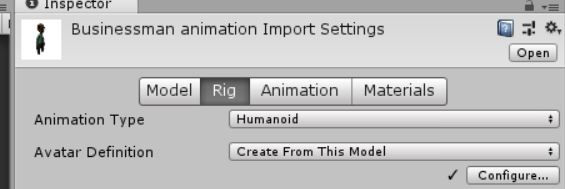 Inspector
Businessman animation Import Settings
Open
Model Rig Animation Materials
Animation Type Humanoid
Avatar Definition Create From This Model
✓ Configure...